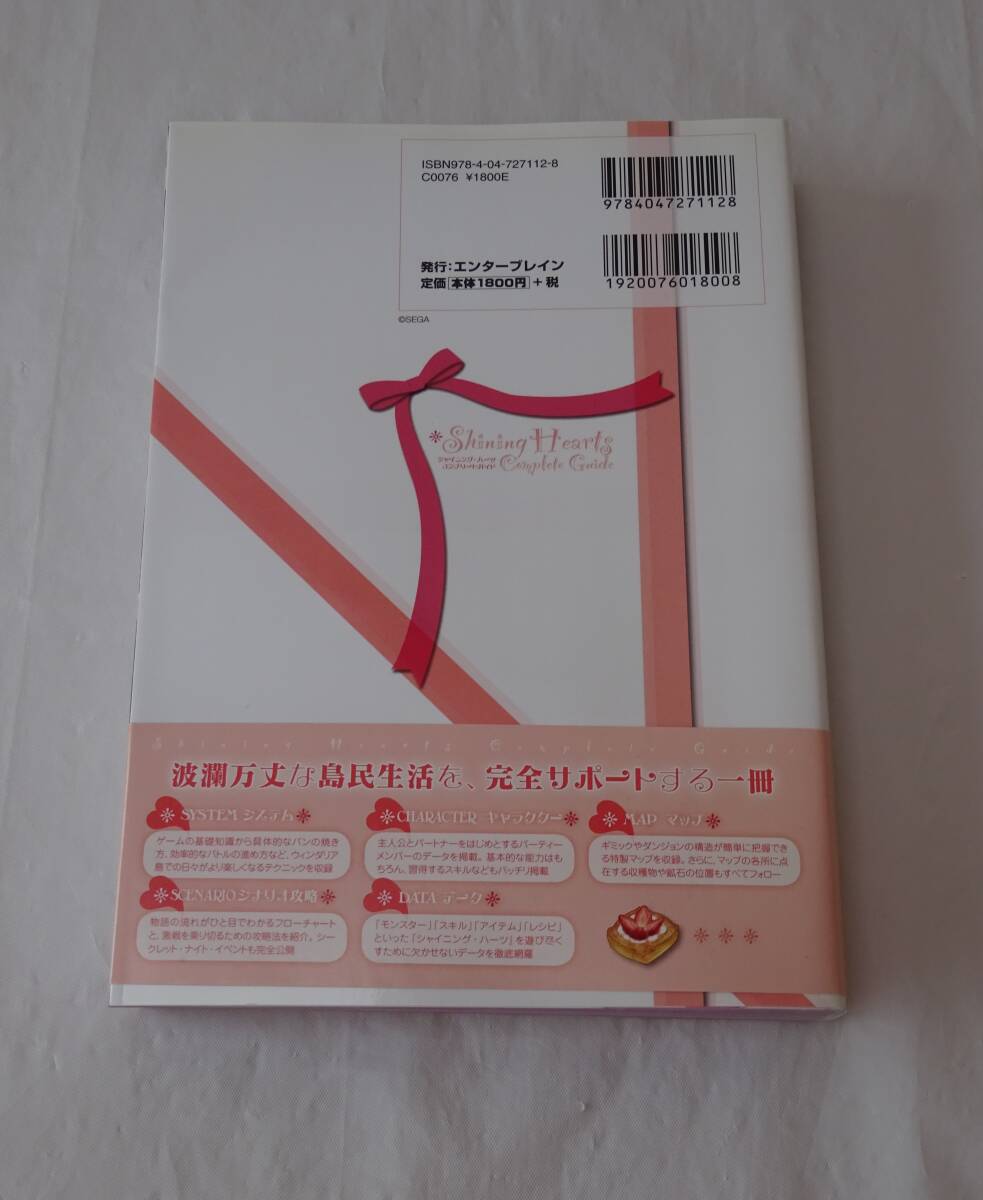 ISBN978-4-04-727112-8
C0076 ¥1800E
9784047271128
発行:エンターブレイン
定価 本体1800円 + 税
1920076018008
©SEGA
Shining Hearts
シャイニング・ハーツ
コンプリートガイド
Complete Guide
Shining Hearts Complete Guide
波瀾万丈な島民生活を、完全サポートする一冊
SYSTEM システム
ゲームの基礎知識から具体的なパンの焼き
方、効率的なバトルの進め方など、ウィンダリア
島での日々がより楽しくなるテクニックを収録
CHARACTER キャラクター
主人公とパートナーをはじめとするパーティー
メンバーのデータを掲載。基本的な能力はも
ちろん、習得するスキルなどもバッチリ掲載
MAP マップ
ギミックやダンジョンの構造が簡単に把握でき
る特製マップを収録。さらに、マップの各所に点
在する収穫物や鉱石の位置もすべてフォロー
SCENARIO シナリオ攻略
物語の流れがひと目でわかるフローチャート
と、激戦を乗り切るための攻略法を紹介。シー
クレット・ナイト・イベントも完全公開
DATA データ
「モンスター」「スキル」「アイテム」「レシピ」
といった「シャイニング・ハーツ」を遊び尽く
すために欠かせないデータを徹底網羅